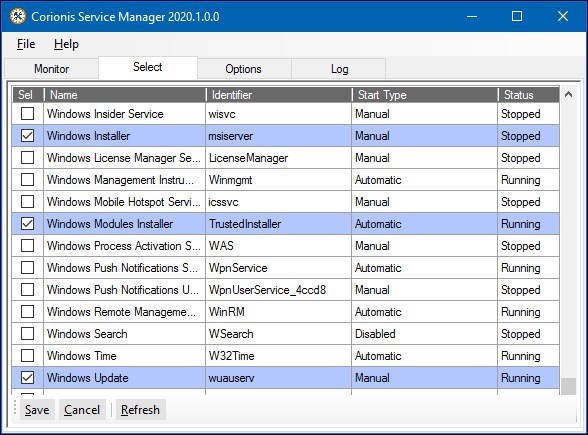 Corionis Service Manager 2020.1.0.0
File Help
Monitor Select Options Log
Sel Name Identifier Start Type Status
Windows Insider Service wisvc Manual Stopped
Windows Installer msiserver Manual Stopped
Windows License Manager Se... LicenseManager Manual Stopped
Windows Management Instru... Winmgmt Automatic Running
Windows Mobile Hotspot Servi... icssvc Manual Stopped
Windows Modules Installer TrustedInstaller Automatic Running
Windows Process Activation S... WAS Manual Stopped
Windows Push Notifications S... WpnService Automatic Running
Windows Push Notifications U... WpnUserService_4ccd8 Manual Stopped
Windows Remote Manageme... WinRM Automatic Running
Windows Search WSearch Disabled Stopped
Windows Time W32Time Automatic Running
Windows Update wuauserv Manual Running
Save Cancel Refresh